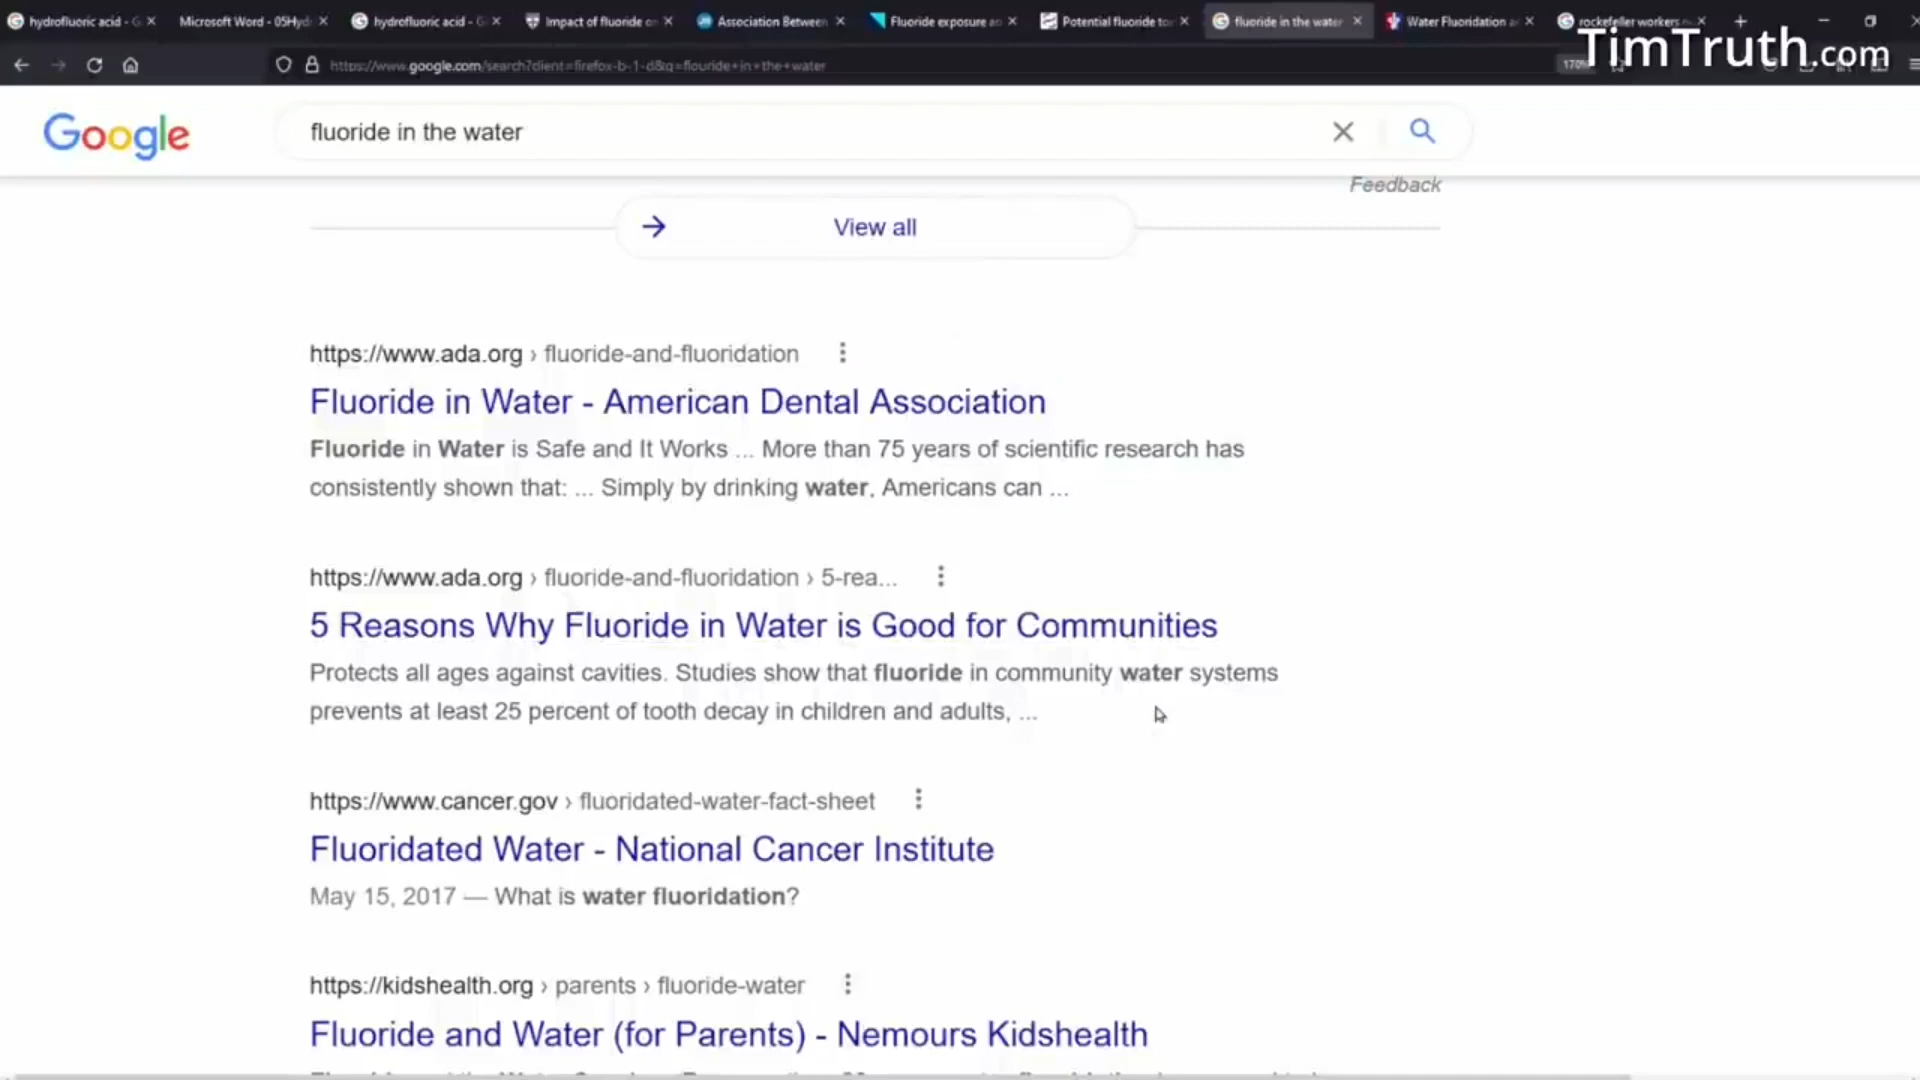 hydrofluoric acid - G
Microsoft Word - 05Hyd
hydrofluoric acid - G
Impact of fluoride on
Association Between
Fluoride exposure an
Potential fluoride to
fluoride in the water
Water Fluoridation a
rockefeller workers
TimTruth.com
https://www.google.com/search?client=firefox-b-1-d&q=flouride+in+the+water
170%
Google
fluoride in the water
Feedback
View all
https://www.ada.org › fluoride-and-fluoridation
Fluoride in Water - American Dental Association
Fluoride in Water is Safe and It Works ... More than 75 years of scientific research has
consistently shown that: ... Simply by drinking water, Americans can ...
https://www.ada.org › fluoride-and-fluoridation › 5-rea...
5 Reasons Why Fluoride in Water is Good for Communities
Protects all ages against cavities. Studies show that fluoride in community water systems
prevents at least 25 percent of tooth decay in children and adults, ...
https://www.cancer.gov › fluoridated-water-fact-sheet
Fluoridated Water - National Cancer Institute
May 15, 2017 — What is water fluoridation?
https://kidshealth.org › parents › fluoride-water
Fluoride and Water (for Parents) - Nemours Kidshealth